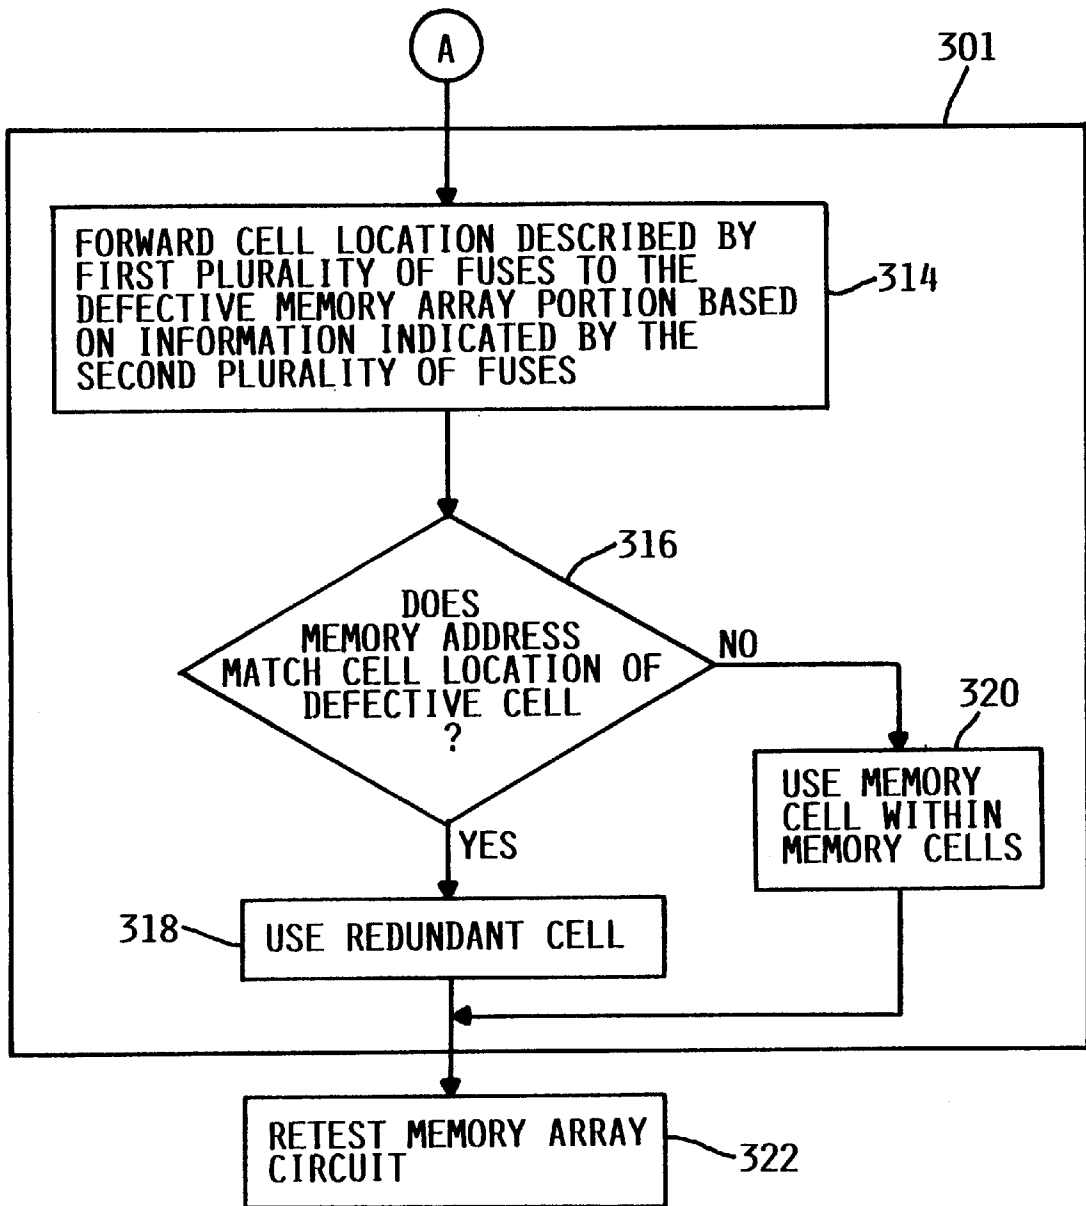 A
301
FORWARD CELL LOCATION DESCRIBED BY
FIRST PLURALITY OF FUSES TO THE
DEFECTIVE MEMORY ARRAY PORTION BASED
ON INFORMATION INDICATED BY THE
SECOND PLURALITY OF FUSES
314
316
DOES
MEMORY ADDRESS
MATCH CELL LOCATION OF
DEFECTIVE CELL
?
NO
320
USE MEMORY
CELL WITHIN
MEMORY CELLS
YES
318
USE REDUNDANT CELL
RETEST MEMORY ARRAY
CIRCUIT
322